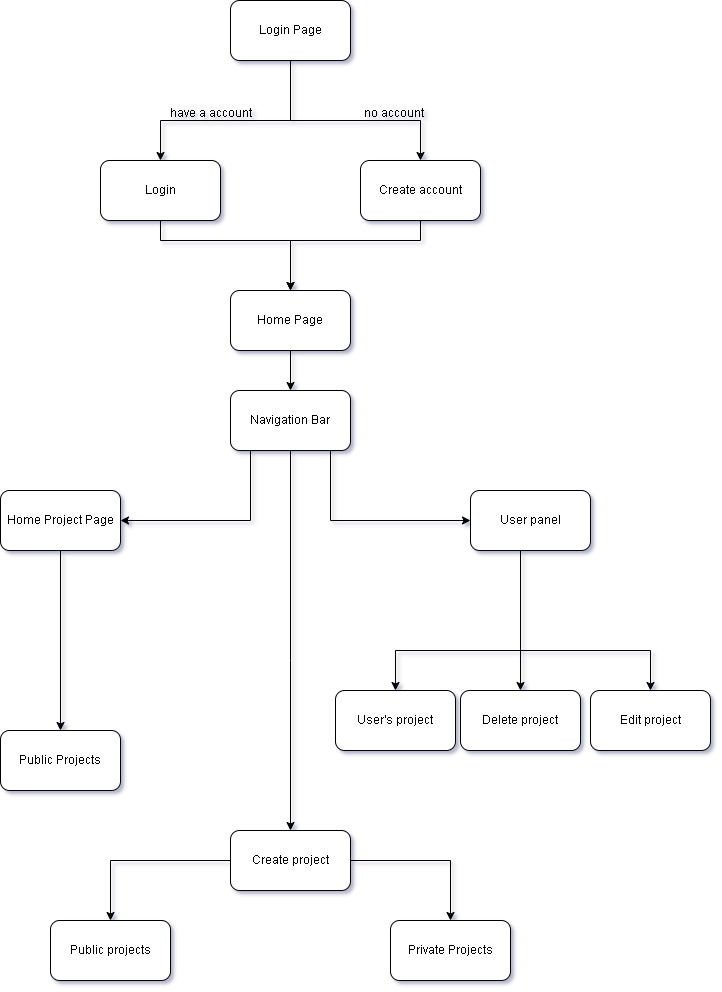 Login Page
have a account
no account
Login
Create account
Home Page
Navigation Bar
Home Project Page
User panel
User's project
Delete project
Edit project
Public Projects
Create project
Public projects
Private Projects